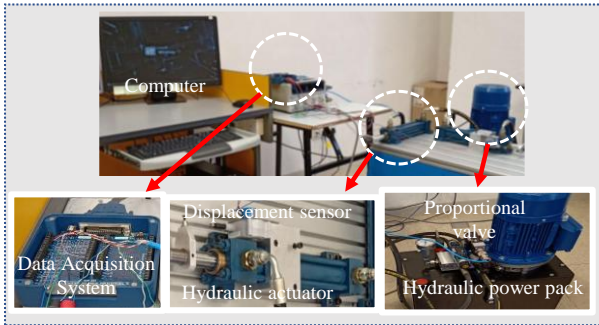 Computer
Displacement sensor
Proportional
valve
Data Acquisition
System
Hydraulic actuator
Hydraulic power pack